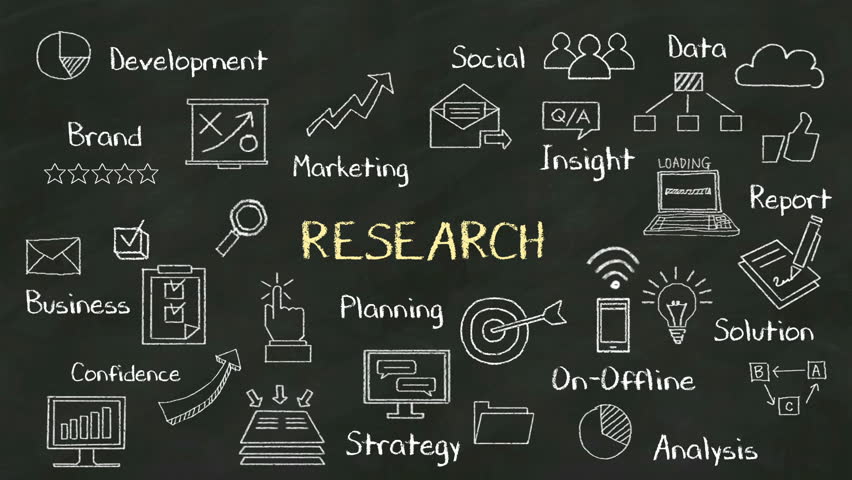 Development
Social
Data
Brand
Q/A
Marketing
Insight
LOADING
Report
RESEARCH
Business
Planning
Solution
Confidence
On-Offline
B
A
C
Strategy
Analysis